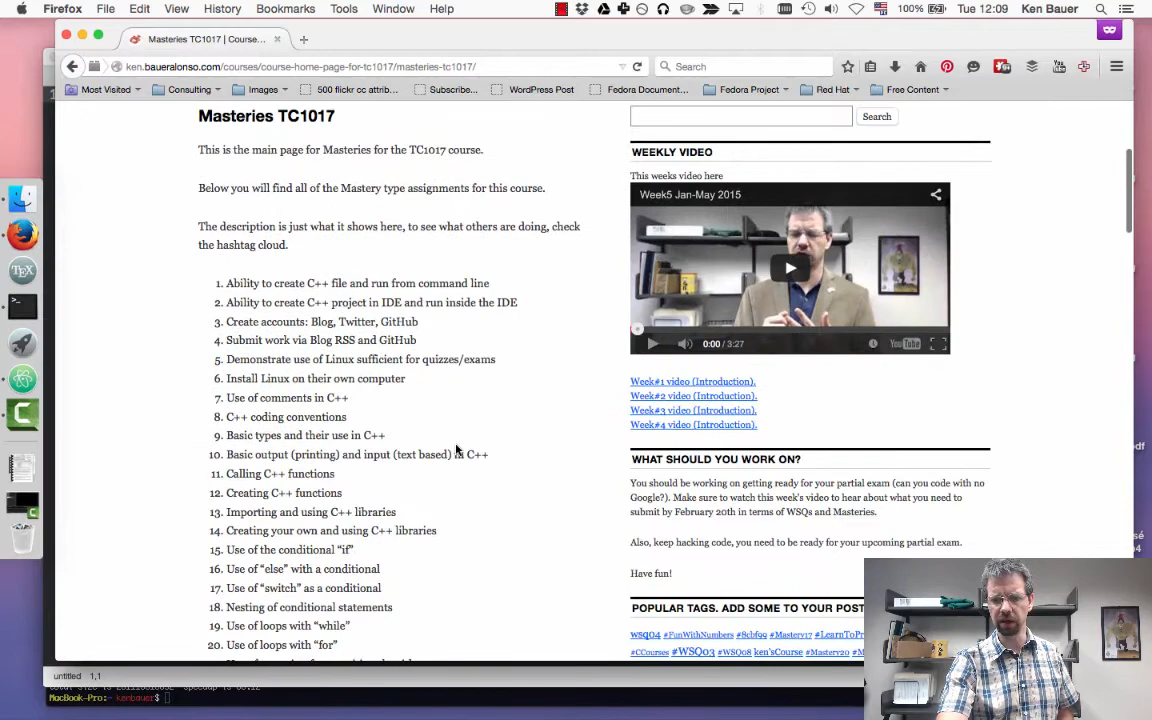 Firefox File Edit View History Bookmarks Tools Window Help 100% Tue 12:09 Ken Bauer
Masteries TC1017 | Course...
ken.baueralonso.com/courses/course-home-page-for-tc1017/masteries-tc1017/
Search
Most Visited Consulting Images 500 flickr cc attrib... Subscribe... WordPress Post Fedora Document... Fedora Project Red Hat Free Content
Masteries TC1017
This is the main page for Masteries for the TC1017 course.
Below you will find all of the Mastery type assignments for this course.
The description is just what it shows here, to see what others are doing, check
the hashtag cloud.
1. Ability to create C++ file and run from command line
2. Ability to create C++ project in IDE and run inside the IDE
3. Create accounts: Blog, Twitter, GitHub
4. Submit work via Blog RSS and GitHub
5. Demonstrate use of Linux sufficient for quizzes/exams
6. Install Linux on their own computer
7. Use of comments in C++
8. C++ coding conventions
9. Basic types and their use in C++
10. Basic output (printing) and input (text based) in C++
11. Calling C++ functions
12. Creating C++ functions
13. Importing and using C++ libraries
14. Creating your own and using C++ libraries
15. Use of the conditional “if”
16. Use of “else” with a conditional
17. Use of “switch” as a conditional
18. Nesting of conditional statements
19. Use of loops with “while”
20. Use of loops with “for”
Search
WEEKLY VIDEO
This weeks video here
Week5 Jan-May 2015
0:00 / 3:27
YouTube
Week#1 video (Introduction).
Week#2 video (Introduction).
Week#3 video (Introduction).
Week#4 video (Introduction).
WHAT SHOULD YOU WORK ON?
You should be working on getting ready for your partial exam (can you code with no
Google?). Make sure to watch this week's video to hear about what you need to
submit by February 20th in terms of WSQs and Masteries.
Also, keep hacking code, you need to be ready for your upcoming partial exam.
Have fun!
POPULAR TAGS. ADD SOME TO YOUR POST
wsq04 #FunWithNumbers #8cbf99 #Mastery17 #LearnToPr
#CCourses #WSQ03 #WSQ08 ken'sCourse #Mastery20 #M
untitled 1,1
MacBook-Pro:~ kenbauer$